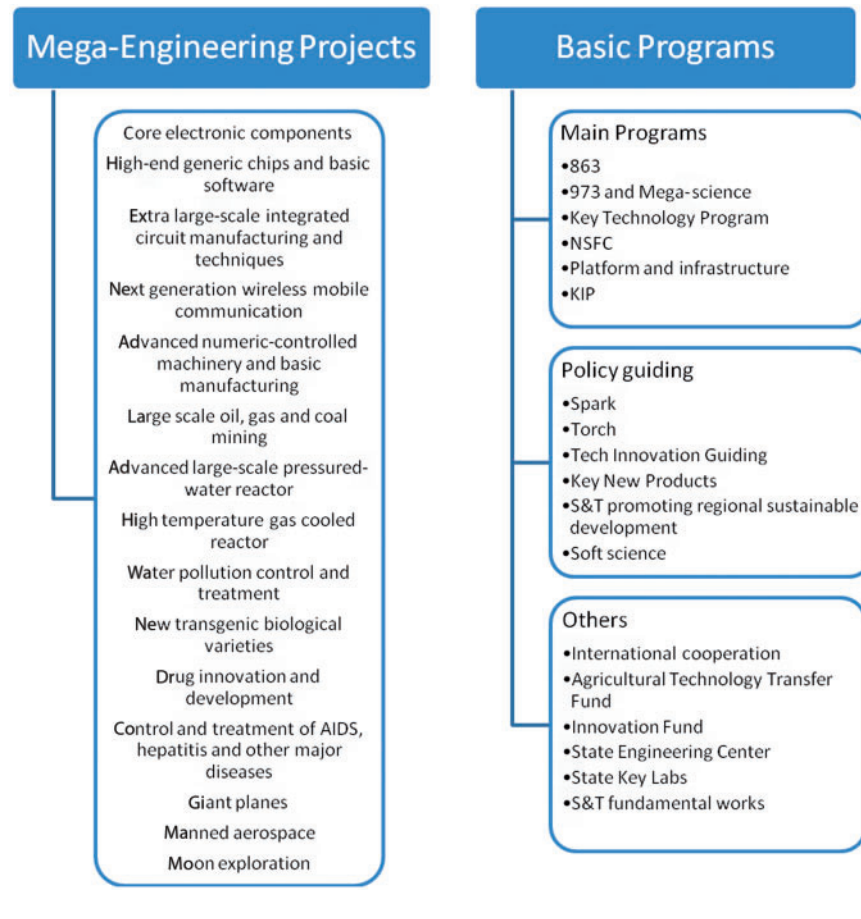 Mega-Engineering Projects
Core electronic components
High-end generic chips and basic
software
Extra large-scale integrated
circuit manufacturing and
techniques
Next generation wireless mobile
communication
Advanced numeric-controlled
machinery and basic
manufacturing
Large scale oil, gas and coal
mining
Advanced large-scale pressured-
water reactor
High temperature gas cooled
reactor
Water pollution control and
treatment
New transgenic biological
varieties
Drug innovation and
development
Control and treatment of AIDS,
hepatitis and other major
diseases
Giant planes
Manned aerospace
Moon exploration
Basic Programs
Main Programs
•863
•973 and Mega-science
•Key Technology Program
•NSFC
•Platform and infrastructure
•KIP
Policy guiding
•Spark
•Torch
•Tech Innovation Guiding
•Key New Products
•S&T promoting regional sustainable
development
•Soft science
Others
•International cooperation
•Agricultural Technology Transfer
Fund
•Innovation Fund
•State Engineering Center
•State Key Labs
•S&T fundamental works